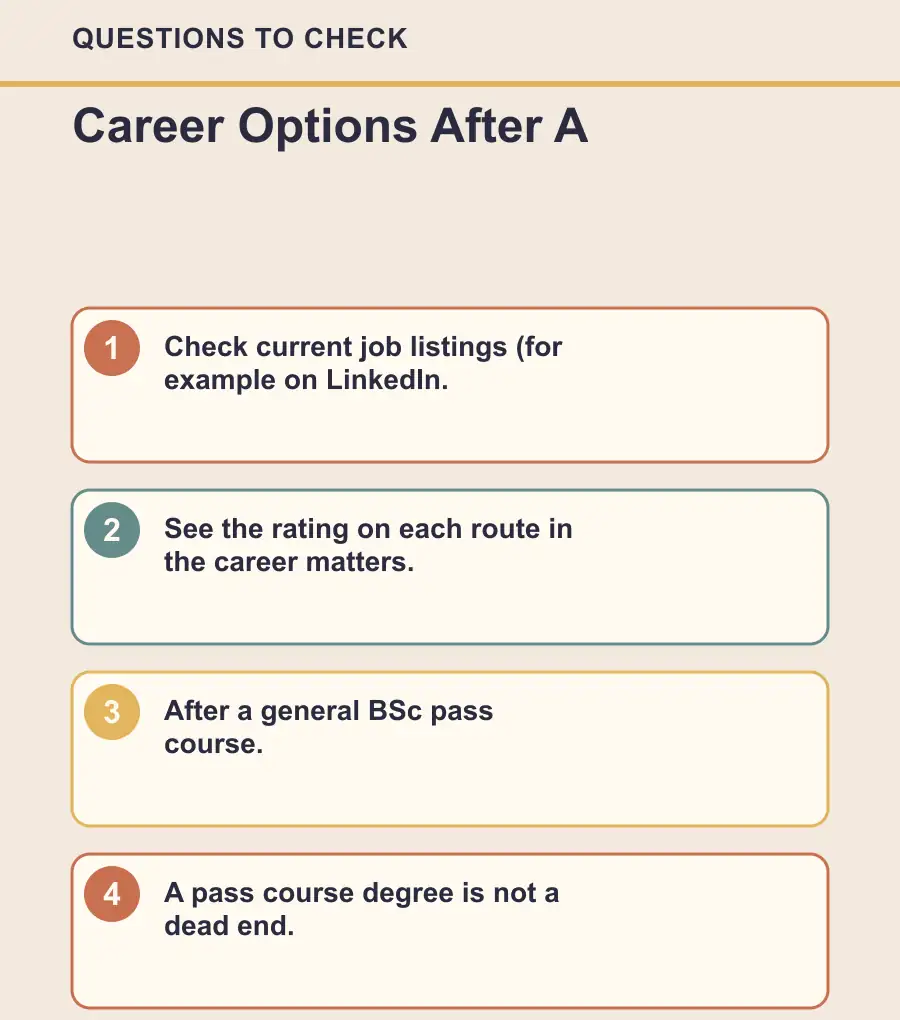 QUESTIONS TO CHECK
Career Options After A
1
Check current job listings (for
example on LinkedIn.
2
See the rating on each route in
the career matters.
3
After a general BSc pass
course.
4
A pass course degree is not a
dead end.